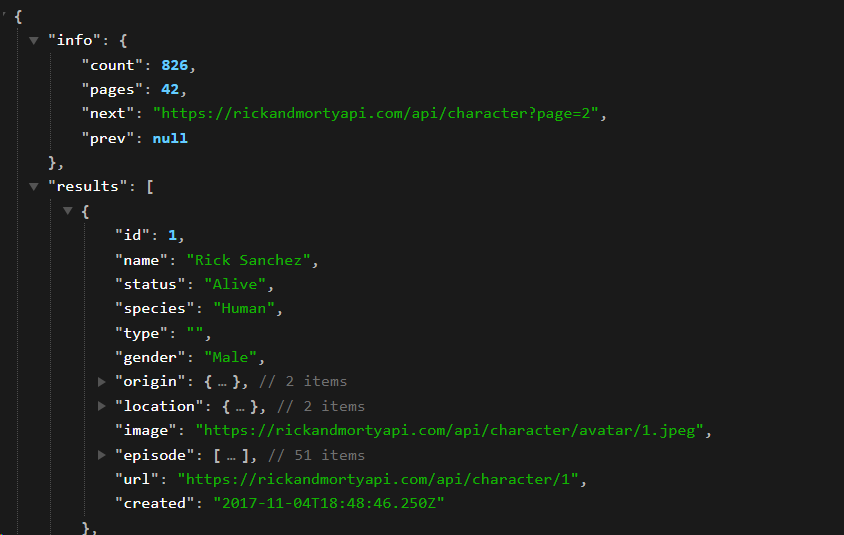 {
"info": {
"count": 826,
"pages": 42,
"next": "https://rickandmortyapi.com/api/character?page=2",
"prev": null
},
"results": [
{
"id": 1,
"name": "Rick Sanchez",
"status": "Alive",
"species": "Human",
"type": "",
"gender": "Male",
"origin": { … }, // 2 items
"location": { … }, // 2 items
"image": "https://rickandmortyapi.com/api/character/avatar/1.jpeg",
"episode": [ … ], // 51 items
"url": "https://rickandmortyapi.com/api/character/1",
"created": "2017-11-04T18:48:46.250Z"
},